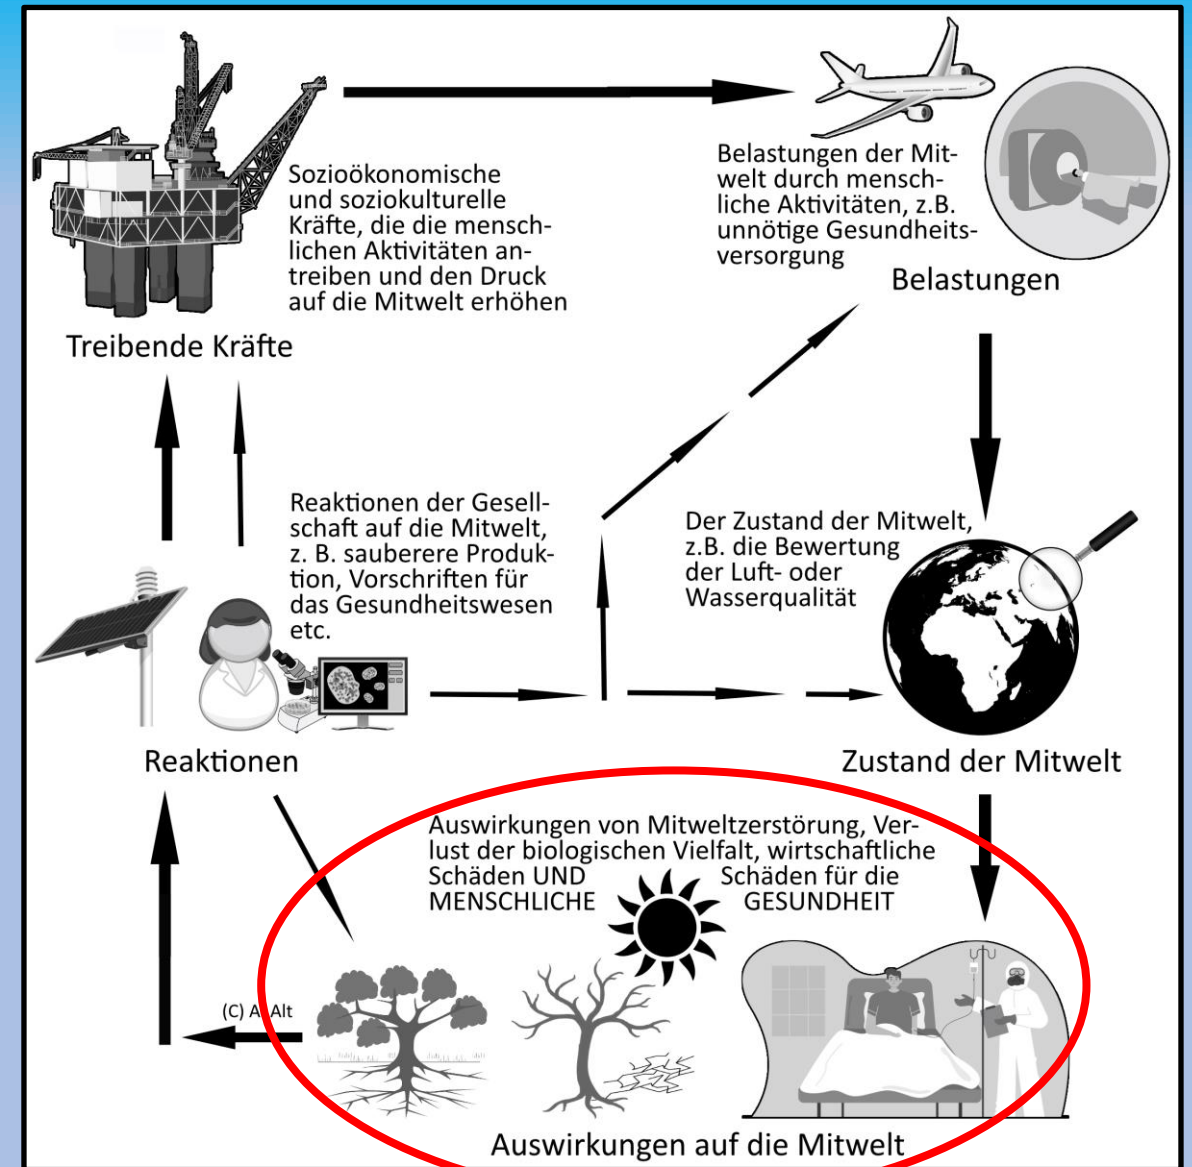 Sozioökonomische
und soziokulturelle
Kräfte, die die mensch-
lichen Aktivitäten an-
treiben und den Druck
auf die Mitwelt erhöhen
Treibende Kräfte
Belastungen der Mit-
welt durch mensch-
liche Aktivitäten, z.B.
unnötige Gesundheits-
versorgung
Belastungen
Reaktionen der Gesell-
schaft auf die Mitwelt,
z. B. sauberere Produk-
tion, Vorschriften für
das Gesundheitswesen
etc.
Reaktionen
Der Zustand der Mitwelt,
z.B. die Bewertung
der Luft- oder
Wasserqualität
Zustand der Mitwelt
Auswirkungen von Mitweltzerstörung, Ver-
lust der biologischen Vielfalt, wirtschaftliche
Schäden UND Schäden für die
MENSCHLICHE GESUNDHEIT
(C) Alt
Auswirkungen auf die Mitwelt